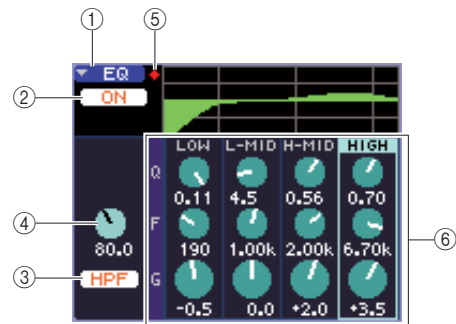 ① ⑤
EQ
② ON
LOW L-MID H-MID HIGH
Q 0.11 4.5 0.56 0.70
④ 80.0
F 190 1.00k 2.00k 6.70k
⑥
③ HPF
G -0.5 0.0 +2.0 +3.5